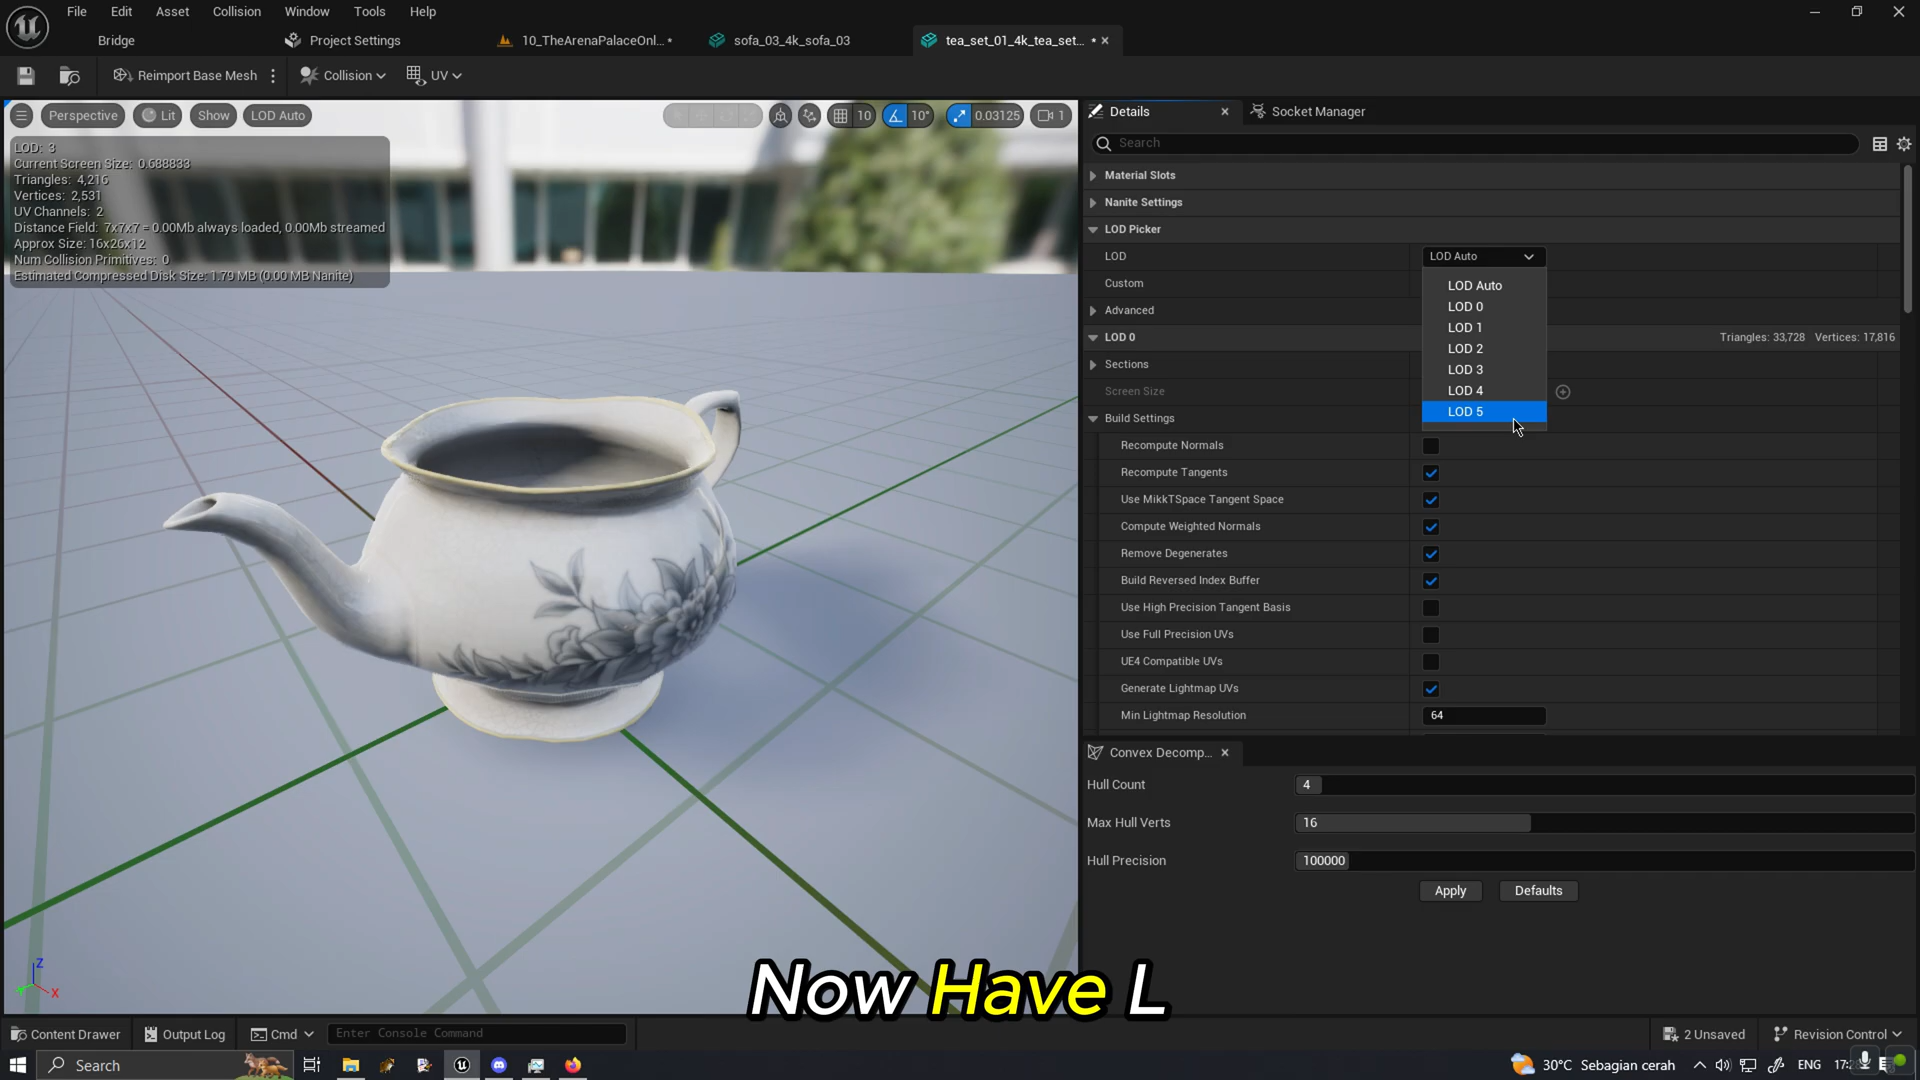 File Edit Asset Collision Window Tools Help
Bridge Project Settings 10_TheArenaPalaceOnl... * sofa_03_4k_sofa_03 tea_set_01_4k_tea_set... *
Reimport Base Mesh Collision UV
Perspective Lit Show LOD Auto 10 10° 0.03125 1
LOD: 3
Current Screen Size: 0.688833
Triangles: 4,216
Vertices: 2,531
UV Channels: 2
Distance Field: 7x7x7 = 0.00Mb always loaded, 0.00Mb streamed
Approx Size: 16x26x12
Num Collision Primitives: 0
Estimated Compressed Disk Size: 1.79 MB (0.00 MB Nanite)
Z
Y
X
Details Socket Manager
Search
Material Slots
Nanite Settings
LOD Picker
LOD LOD Auto
Custom
Advanced
LOD Auto
LOD 0
LOD 1
LOD 2
LOD 3
LOD 4
LOD 5
LOD 0 Triangles: 33,728 Vertices: 17,816
Sections
Screen Size
Build Settings
Recompute Normals
Recompute Tangents
Use MikkTSpace Tangent Space
Compute Weighted Normals
Remove Degenerates
Build Reversed Index Buffer
Use High Precision Tangent Basis
Use Full Precision UVs
UE4 Compatible UVs
Generate Lightmap UVs
Min Lightmap Resolution 64
Convex Decomp...
Hull Count 4
Max Hull Verts 16
Hull Precision 100000
Apply Defaults
Now Have L
Content Drawer Output Log Cmd Enter Console Command 2 Unsaved Revision Control
Search 30°C Sebagian cerah ENG